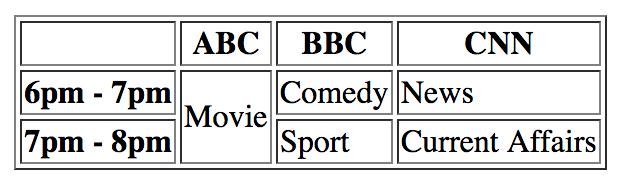 ABC BBC CNN
6pm - 7pm Movie Comedy News
7pm - 8pm Sport Current Affairs